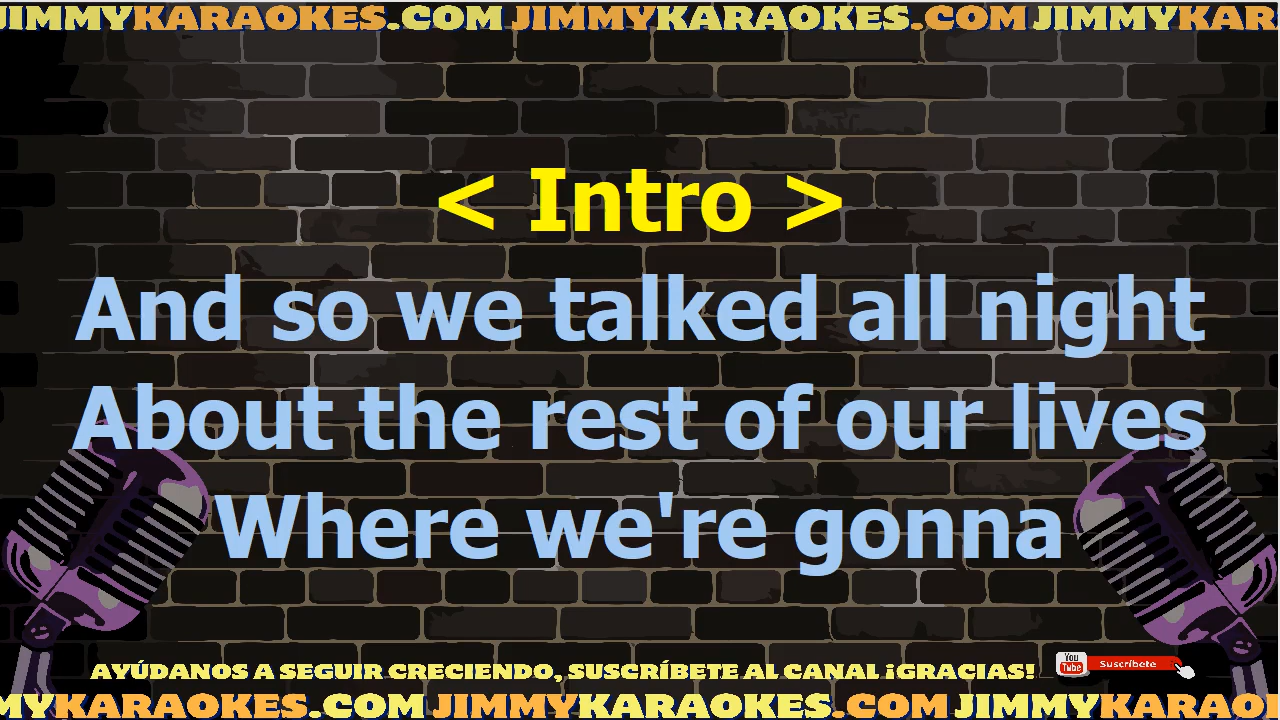 JIMMYKARAOKES.COM JIMMYKARAOKES.COM JIMMYKAR
< Intro >
And so we talked all night
About the rest of our lives
Where we're gonna
AYÚDANOS A SEGUIR CRECIENDO, SUSCRÍBETE AL CANAL ¡GRACIAS!
You Tube Suscríbete
MYKARAOKES.COM JIMMYKARAOKES.COM JIMMYKARAO